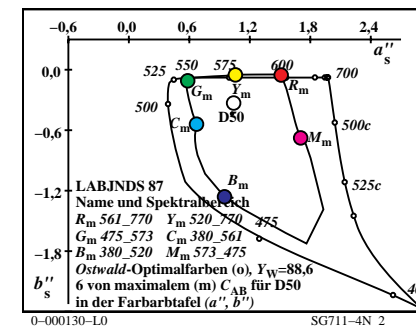 −0,6 0,0 0,6 1,2 1,8 2,4
a''s
0,0
−0,6
−1,2
−1,8
b''s
525 550 575 600 700
500
Gm Ym Rm
D50
Cm
500c
Mm
525c
Bm
475
LABJNDS 87
Name und Spektralbereich
Rm 561_770 Ym 520_770
Gm 475_573 Cm 380_561
Bm 380_520 Mm 573_475
Ostwald-Optimalfarben (o), YW=88,6
6 von maximalem (m) CAB für D50
in der Farbarbtafel (a'', b'')
0−000130−L0 SG711−4N 2